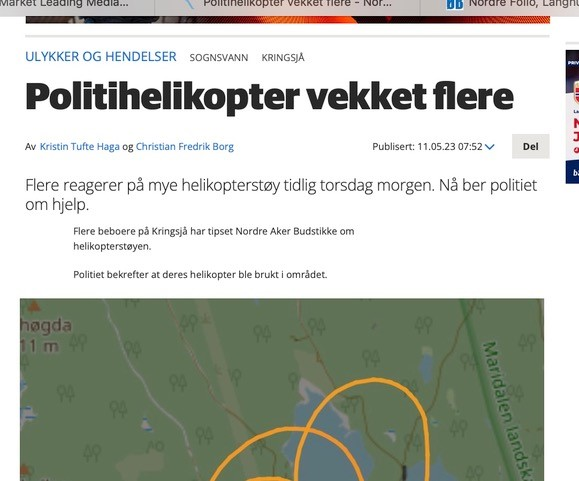 Market Leading Media...
Politihelikopter vekket flere – Nor...
Nordre Follo, Langhu
ULYKKER OG HENDELSER SOGNSVANN KRINGSJÅ
Politihelikopter vekket flere
Av Kristin Tufte Haga og Christian Fredrik Borg
Publisert: 11.05.23 07:52
Del
Flere reagerer på mye helikopterstøy tidlig torsdag morgen. Nå ber politiet
om hjelp.
Flere beboere på Kringsjå har tipset Nordre Aker Budstikke om
helikopterstøyen.
Politiet bekrefter at deres helikopter ble brukt i området.
høgda
11 m
Maridalen landsk